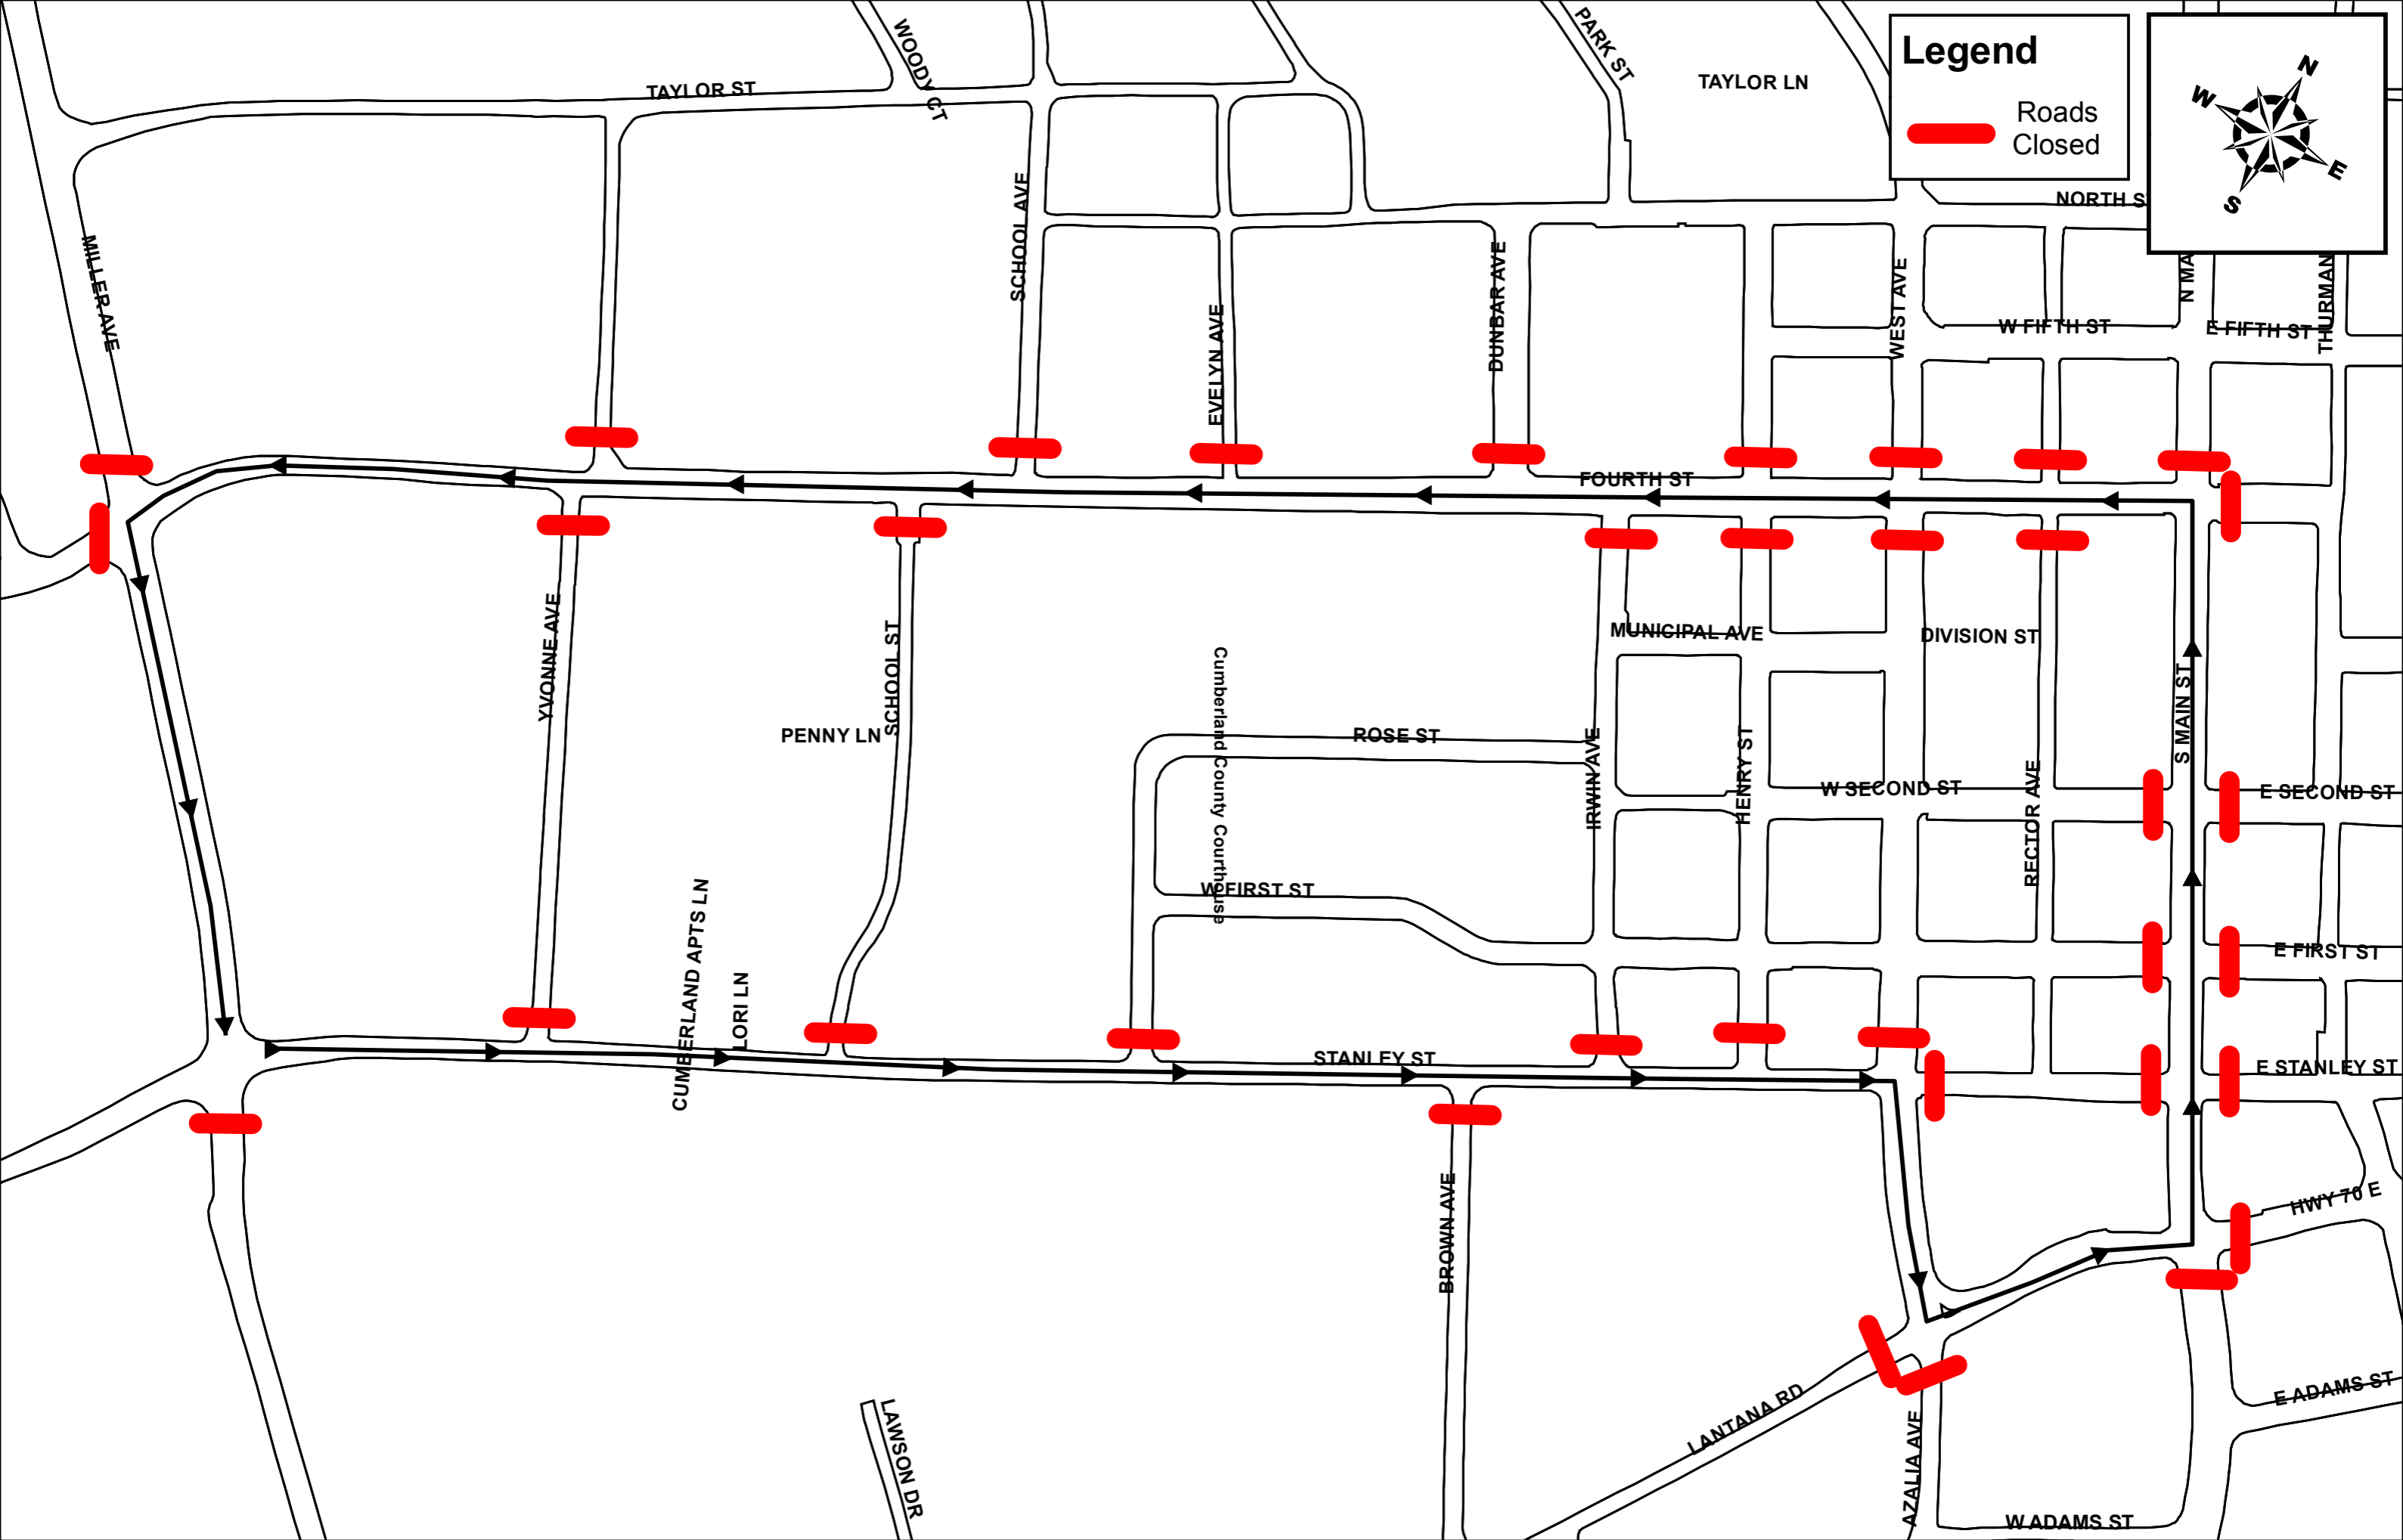 WOODY CT
PARK ST
TAYLOR ST
TAYLOR LN
Legend
Roads
Closed
N
W
E
S
NORTH S
MILLER AVE
SCHOOL AVE
EVELYN AVE
DUNBAR AVE
WEST AVE
N MA
THURMAN
W FIFTH ST
E FIFTH ST
FOURTH ST
YVONNE AVE
SCHOOL ST
PENNY LN
Cumberland County Courthouse
MUNICIPAL AVE
DIVISION ST
ROSE ST
IRWIN AVE
HENRY ST
W SECOND ST
RECTOR AVE
S MAIN ST
E SECOND ST
W FIRST ST
E FIRST ST
CUMBERLAND APTS LN
LORI LN
STANLEY ST
E STANLEY ST
BROWN AVE
HWY 70 E
LAWSON DR
LANTANA RD
AZALIA AVE
E ADAMS ST
W ADAMS ST